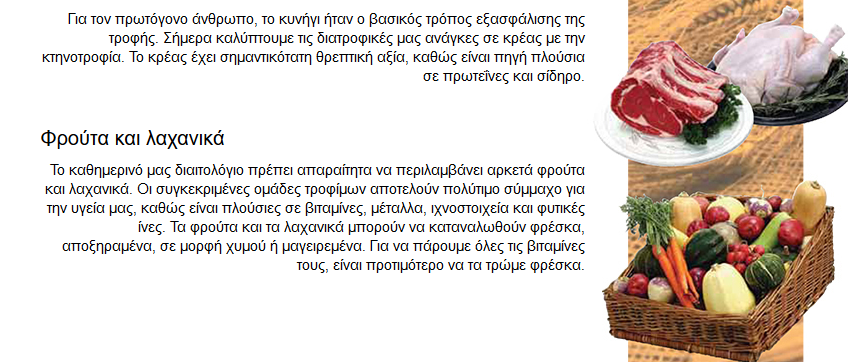 Για τον πρωτόγονο άνθρωπο, το κυνήγι ήταν ο βασικός τρόπος εξασφάλισης της
τροφής. Σήμερα καλύπτουμε τις διατροφικές μας ανάγκες σε κρέας με την
κτηνοτροφία. Το κρέας έχει σημαντικότατη θρεπτική αξία, καθώς είναι πηγή πλούσια
σε πρωτεΐνες και σίδηρο.
Φρούτα και λαχανικά
Το καθημερινό μας διαιτολόγιο πρέπει απαραίτητα να περιλαμβάνει αρκετά φρούτα
και λαχανικά. Οι συγκεκριμένες ομάδες τροφίμων αποτελούν πολύτιμο σύμμαχο για
την υγεία μας, καθώς είναι πλούσιες σε βιταμίνες, μέταλλα, ιχνοστοιχεία και φυτικές
ίνες. Τα φρούτα και τα λαχανικά μπορούν να καταναλωθούν φρέσκα,
αποξηραμένα, σε μορφή χυμού ή μαγειρεμένα. Για να πάρουμε όλες τις βιταμίνες
τους, είναι προτιμότερο να τα τρώμε φρέσκα.